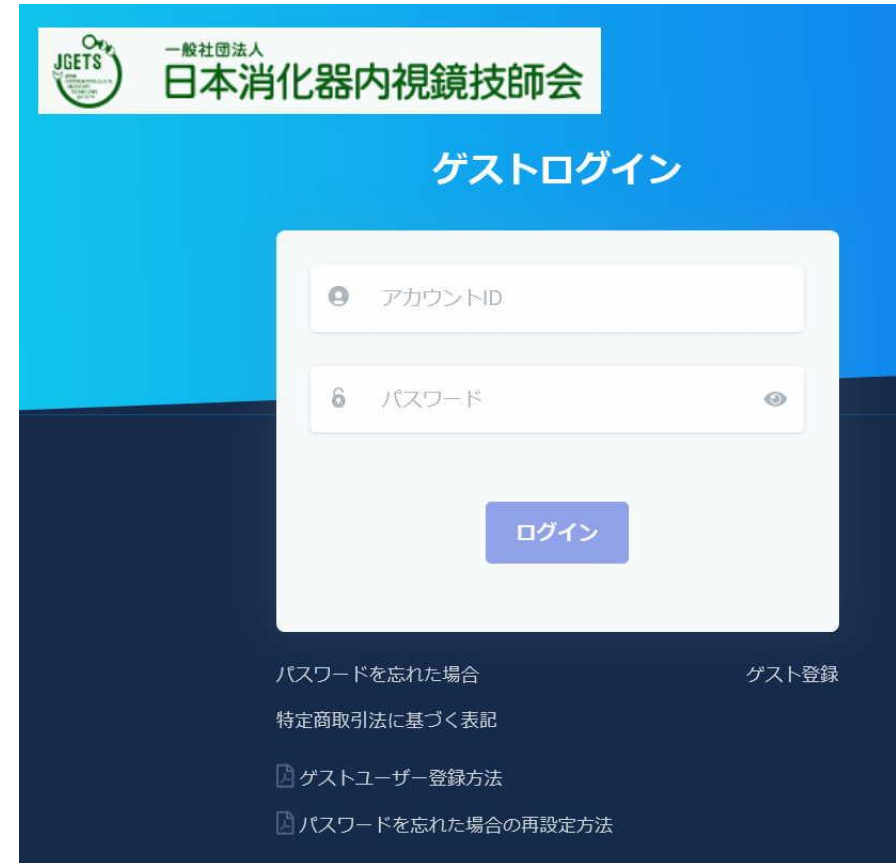 JGETS
一般社団法人
日本消化器内視鏡技師会
ゲストログイン
アカウントID
パスワード
ログイン
パスワードを忘れた場合
ゲスト登録
特定商取引法に基づく表記
ゲストユーザー登録方法
パスワードを忘れた場合の再設定方法